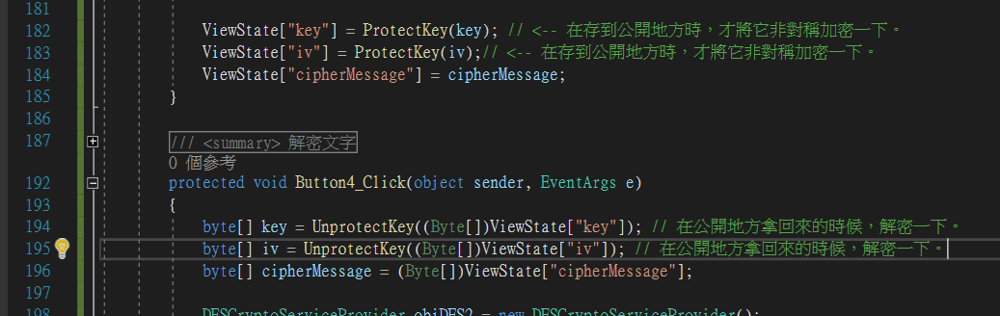 181
182 ViewState["key"] = ProtectKey(key); // <-- 在存到公開地方時，才將它非對稱加密一下。
183 ViewState["iv"] = ProtectKey(iv);// <-- 在存到公開地方時，才將它非對稱加密一下。
184 ViewState["cipherMessage"] = cipherMessage;
185 }
186
187 /// <summary> 解密文字
0 個參考
192 protected void Button4_Click(object sender, EventArgs e)
193 {
194 byte[] key = UnprotectKey((Byte[])ViewState["key"]); // 在公開地方拿回來的時候，解密一下。
195 byte[] iv = UnprotectKey((Byte[])ViewState["iv"]); // 在公開地方拿回來的時候，解密一下。
196 byte[] cipherMessage = (Byte[])ViewState["cipherMessage"];
197
198 DESCryptoServiceProvider objDES2 = new DESCryptoServiceProvider();